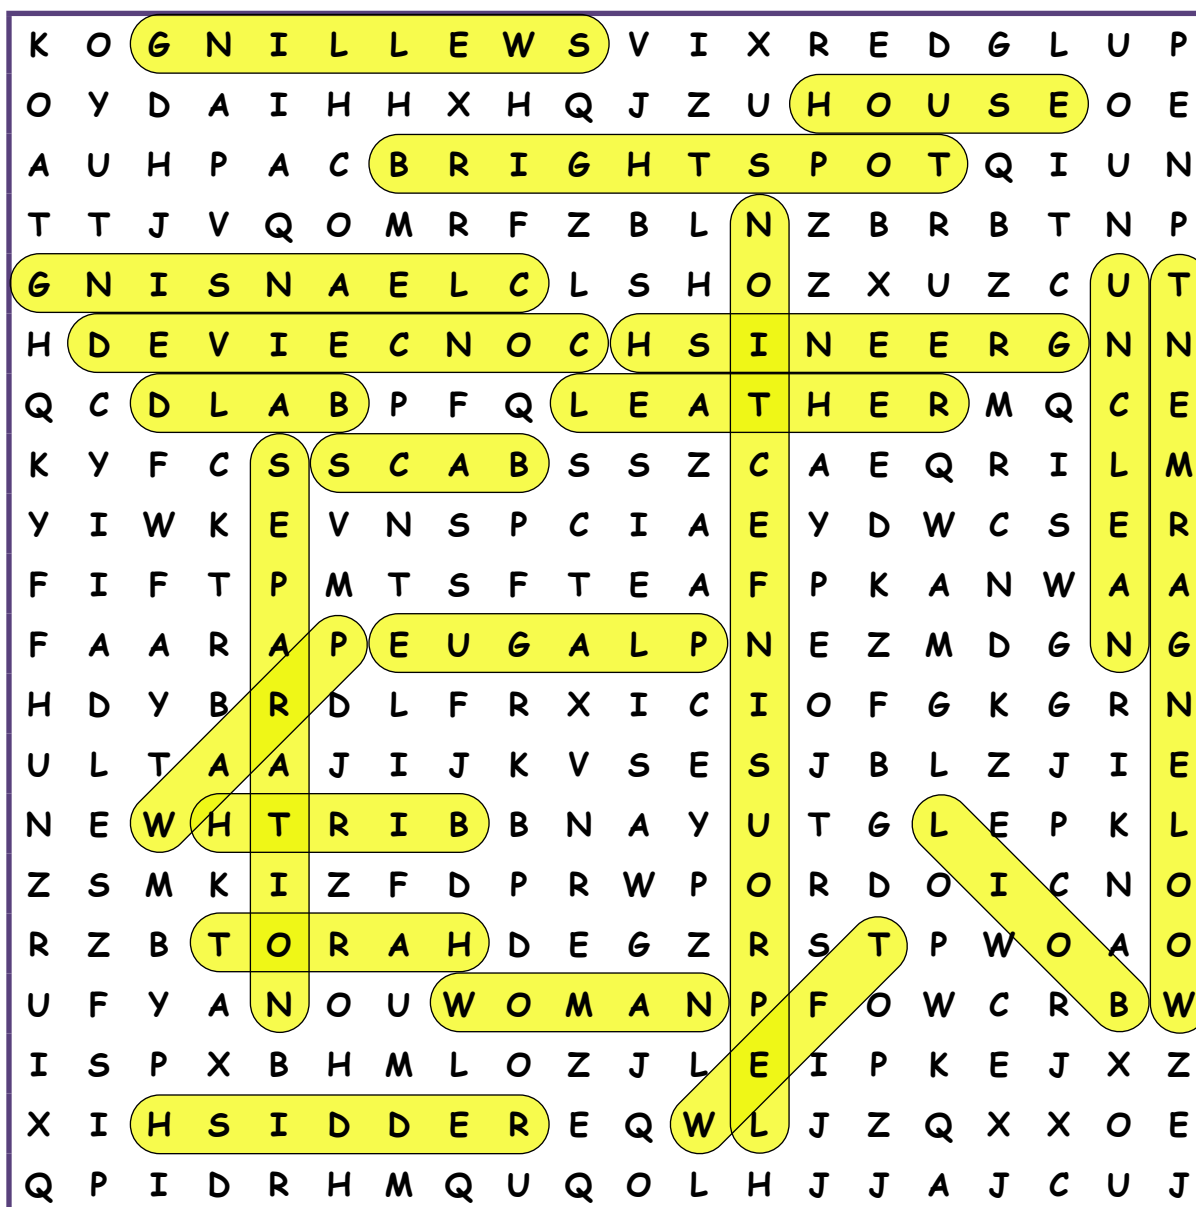 K O G N I L L E W S V I X R E D G L U P
O Y D A I H H X H Q J Z U H O U S E O E
A U H P A C B R I G H T S P O T Q I U N
T T J V Q O M R F Z B L N Z B R B T N P
G N I S N A E L C L S H O Z X U Z C U T
H D E V I E C N O C H S I N E E R G N N
Q C D L A B P F Q L E A T H E R M Q C E
K Y F C S S C A B S S Z C A E Q R I L M
Y I W K E V N S P C I A E Y D W C S E R
F I F T P M T S F T E A F P K A N W A A
F A A R A P E U G A L P N E Z M D G N G
H D Y B R D L F R X I C I O F G K G R N
U L T A A J I J K V S E S J B L Z J I E
N E W H T R I B B N A Y U T G L E P K L
Z S M K I Z F D P R W P O R D O I C N O
R Z B T O R A H D E G Z R S T P W O A O
U F Y A N O U W O M A N P F O W C R B W
I S P X B H M L O Z J L E I P K E J X Z
X I H S I D D E R E Q W L J Z Q X X O E
Q P I D R H M Q U Q O L H J J A J C U J